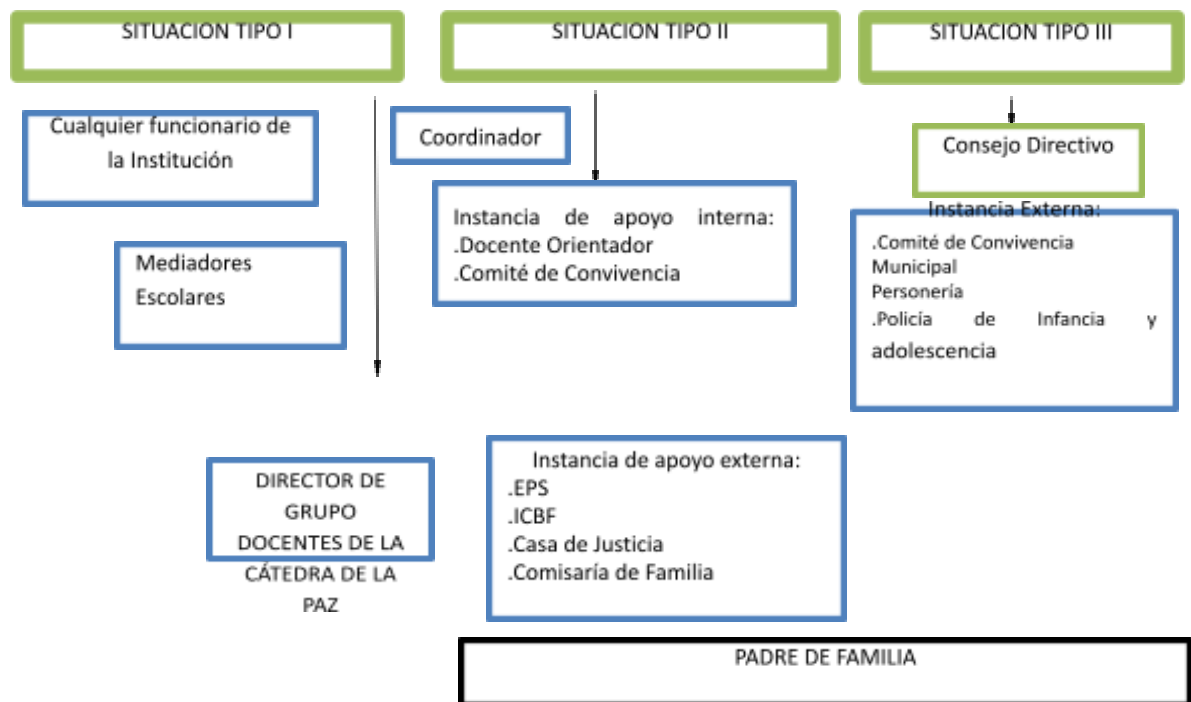 SITUACION TIPO I
SITUACION TIPO II
SITUACION TIPO III
Cualquier funcionario de
la Institución
Mediadores
Escolares
DIRECTOR DE
GRUPO
DOCENTES DE LA
CÁTEDRA DE LA
PAZ
Coordinador
Instancia de apoyo interna:
.Docente Orientador
.Comité de Convivencia
Instancia de apoyo externa:
.EPS
.ICBF
.Casa de Justicia
.Comisaría de Familia
Consejo Directivo
Instancia Externa:
.Comité de Convivencia
Municipal
Personería
.Policía de Infancia y
adolescencia
PADRE DE FAMILIA